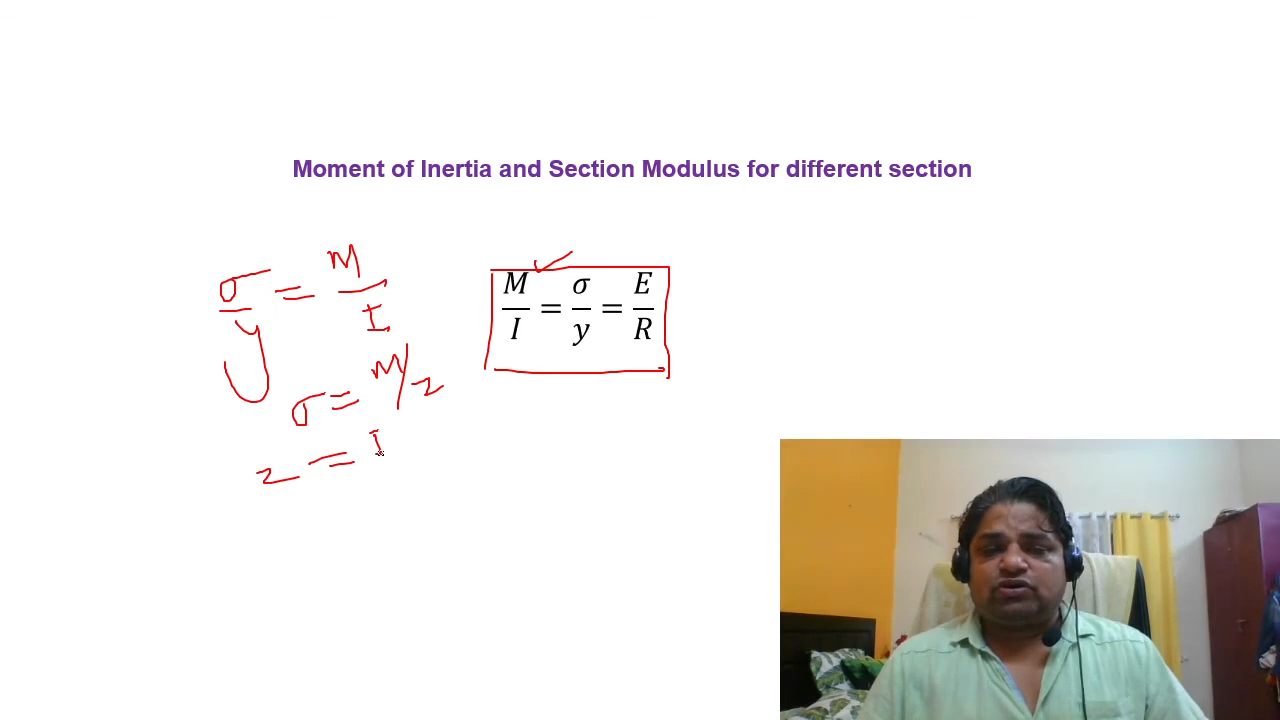 Moment of Inertia and Section Modulus for different section
σ/y = M/I
M/I = σ/y = E/R
σ = M/z
z = I